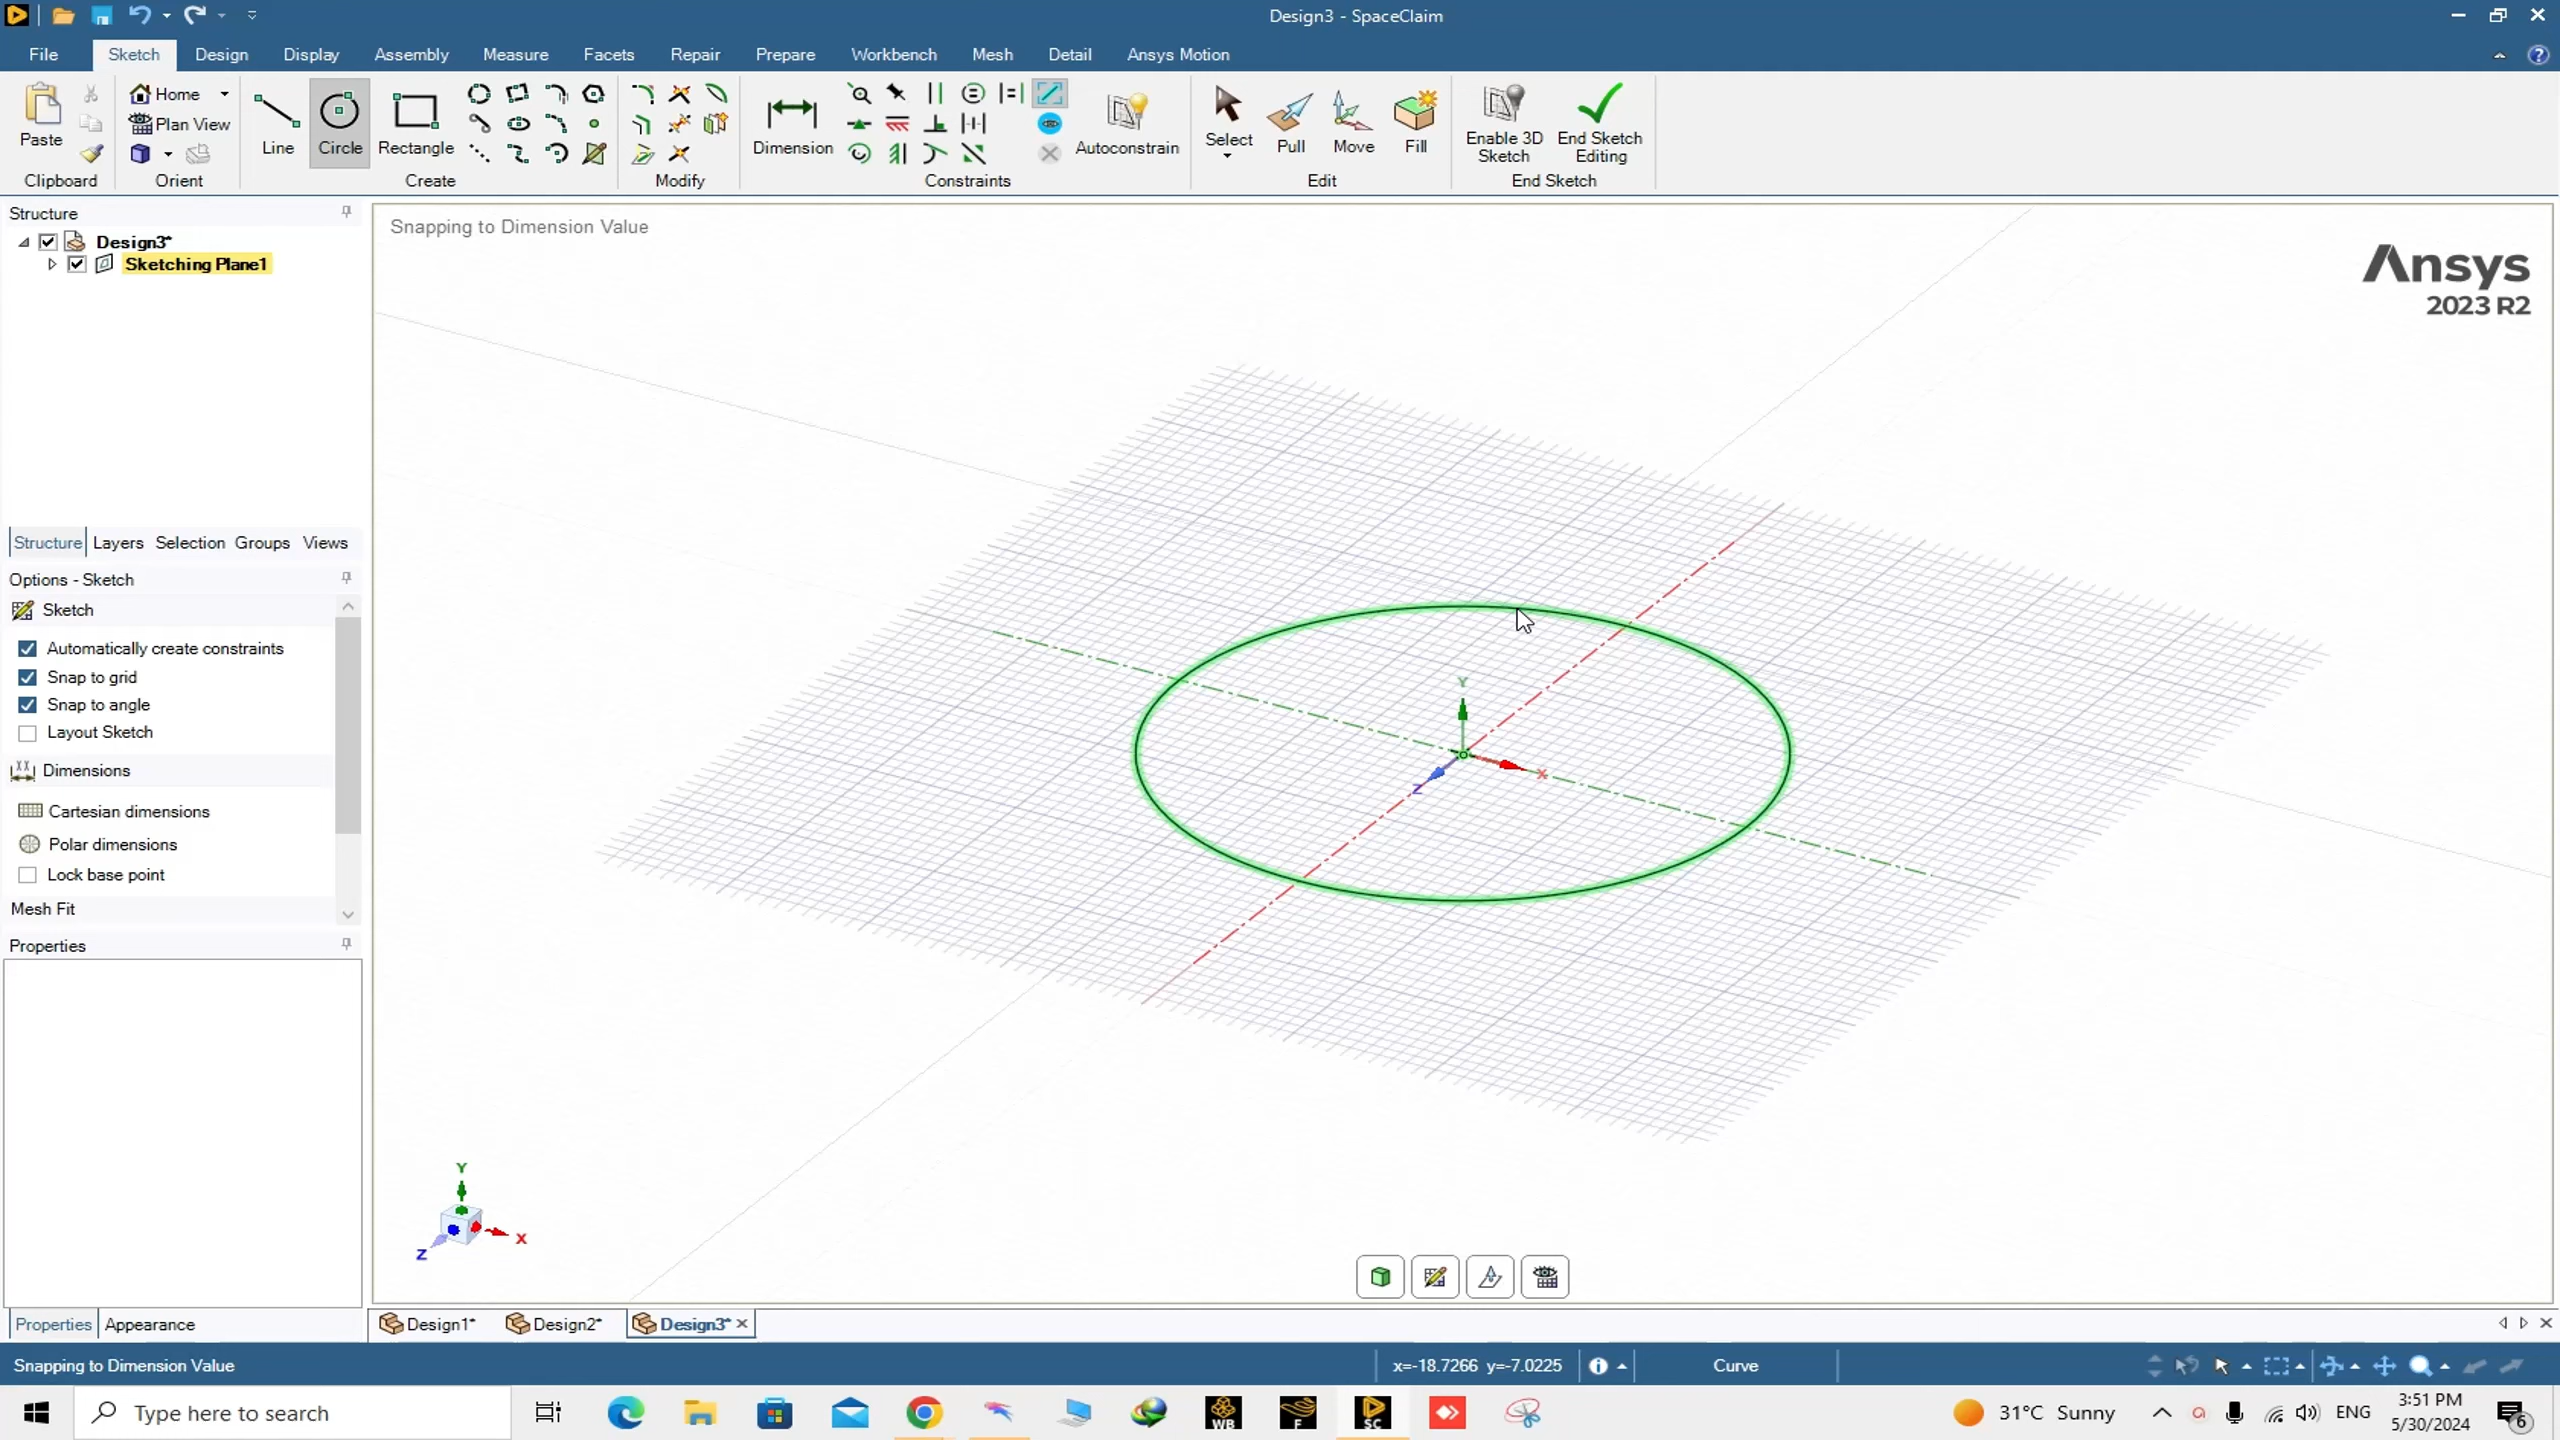 Design3 - SpaceClaim
File Sketch Design Display Assembly Measure Facets Repair Prepare Workbench Mesh Detail Ansys Motion
Paste
Home
Plan View
Line Circle Rectangle
Dimension
Autoconstrain
Select Pull Move Fill
Enable 3D Sketch
End Sketch Editing
Clipboard Orient Create Modify Constraints Edit End Sketch
Structure
Design3*
Sketching Plane1
Structure Layers Selection Groups Views
Options - Sketch
Sketch
Automatically create constraints
Snap to grid
Snap to angle
Layout Sketch
Dimensions
Cartesian dimensions
Polar dimensions
Lock base point
Mesh Fit
Properties
Properties Appearance
Snapping to Dimension Value
Ansys
2023 R2
Y
X
Z
Y
X
Z
Design1* Design2* Design3*
Snapping to Dimension Value
x=-18.7266 y=-7.0225
Curve
Type here to search
WB
F
SC
31°C Sunny
ENG
3:51 PM
5/30/2024
6